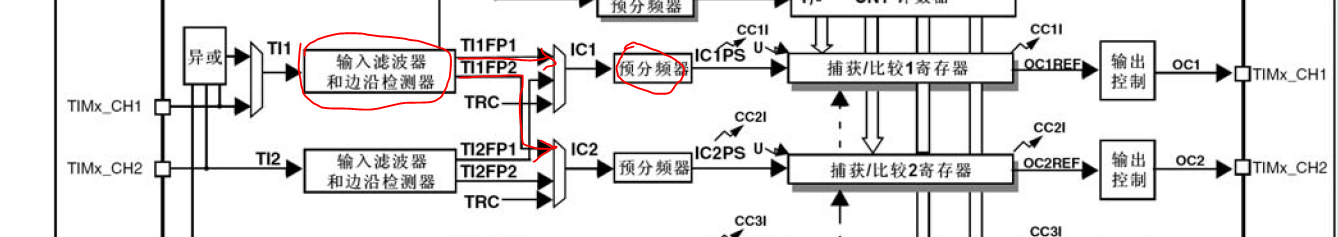 预分频器
CNT 计数器
CC1I
CC1I
TI1FP1
异或
TI1
输入滤波器
和边沿检测器
TI1FP2
IC1
预分频器
IC1PS
U
捕获/比较1寄存器
OC1REF
输出
控制
OC1
TIMx_CH1
TRC
TIMx_CH1
CC2I
CC2I
TI2FP1
TIMx_CH2
TI2
输入滤波器
和边沿检测器
TI2FP2
IC2
预分频器
IC2PS
U
捕获/比较2寄存器
OC2REF
输出
控制
OC2
TIMx_CH2
TRC
CC3I
CC3I